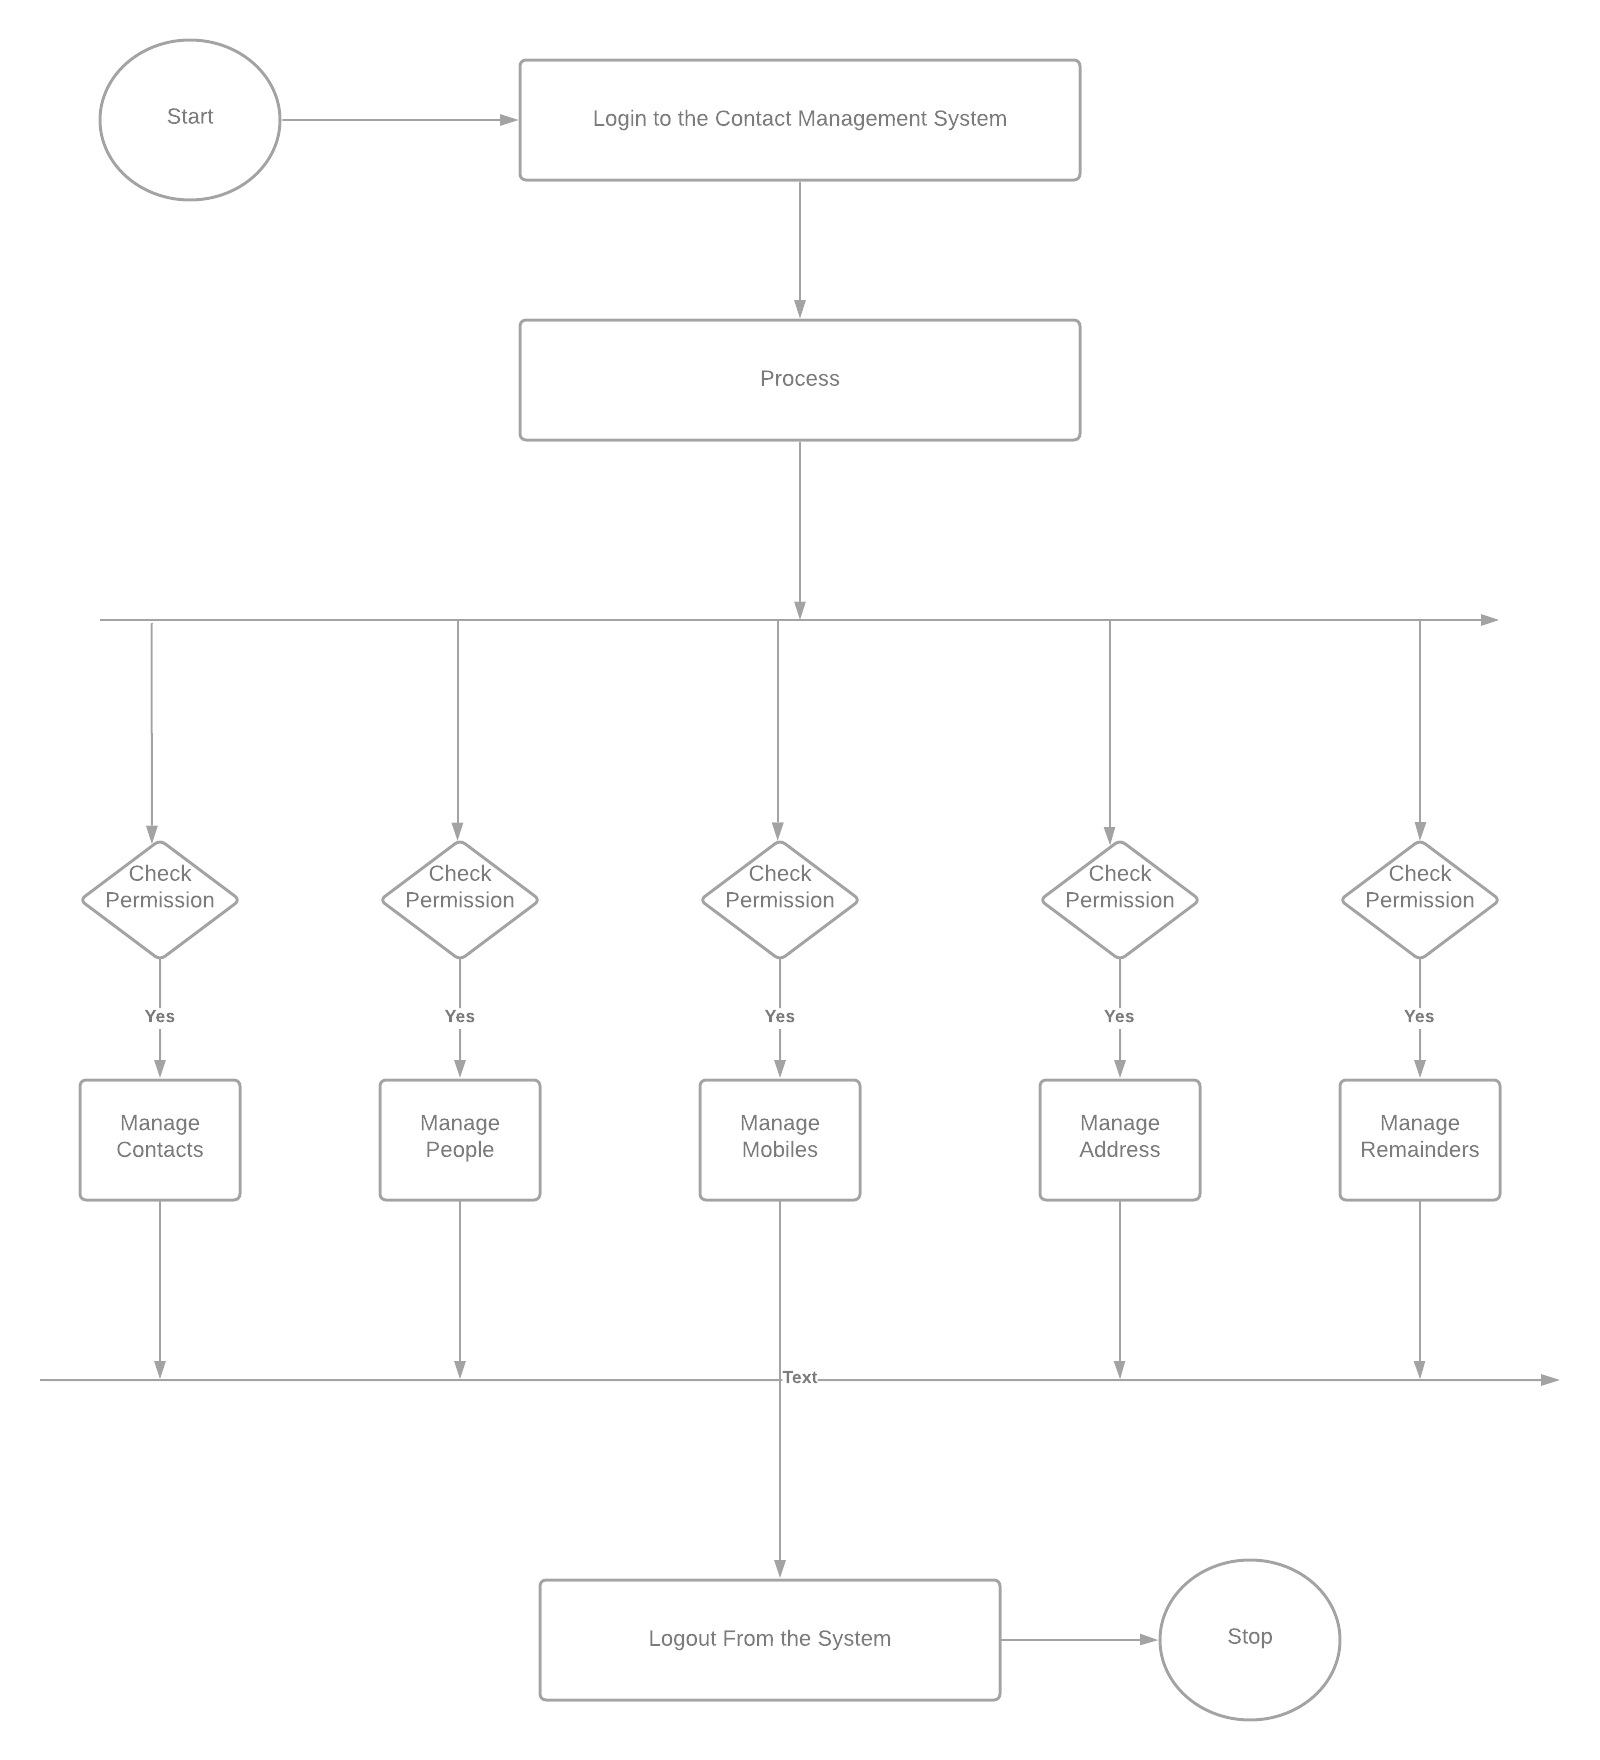 Start
Login to the Contact Management System
Process
Check
Permission
Check
Permission
Check
Permission
Check
Permission
Check
Permission
Yes
Yes
Yes
Yes
Yes
Manage
Contacts
Manage
People
Manage
Mobiles
Manage
Address
Manage
Remainders
Text
Logout From the System
Stop